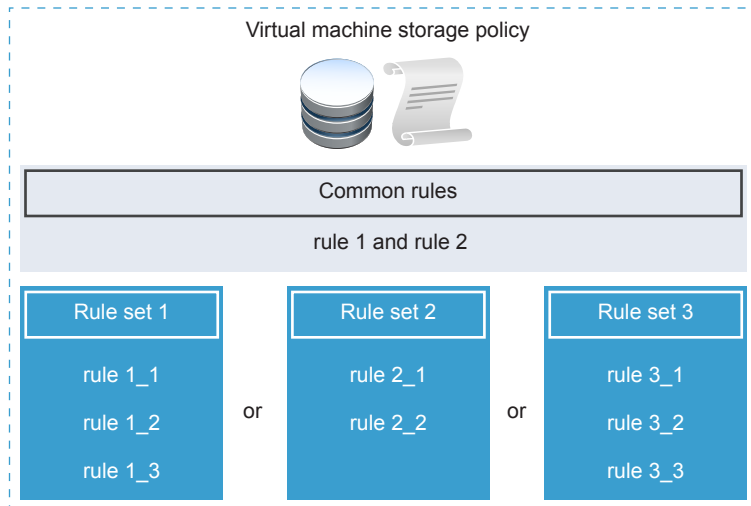 Virtual machine storage policy
Common rules
rule 1 and rule 2
Rule set 1
rule 1_1
rule 1_2
rule 1_3
or
Rule set 2
rule 2_1
rule 2_2
or
Rule set 3
rule 3_1
rule 3_2
rule 3_3